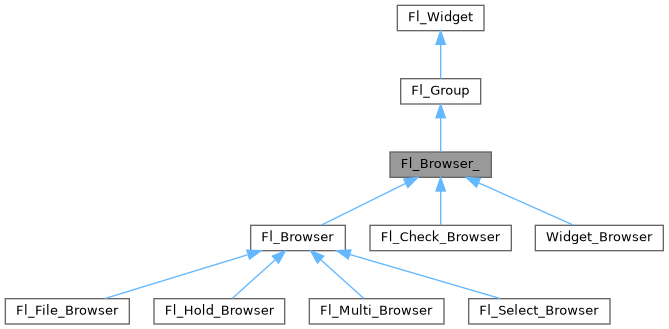 Fl_Widget
Fl_Group
Fl_Browser_
Fl_Browser
Fl_Check_Browser
Widget_Browser
Fl_File_Browser
Fl_Hold_Browser
Fl_Multi_Browser
Fl_Select_Browser